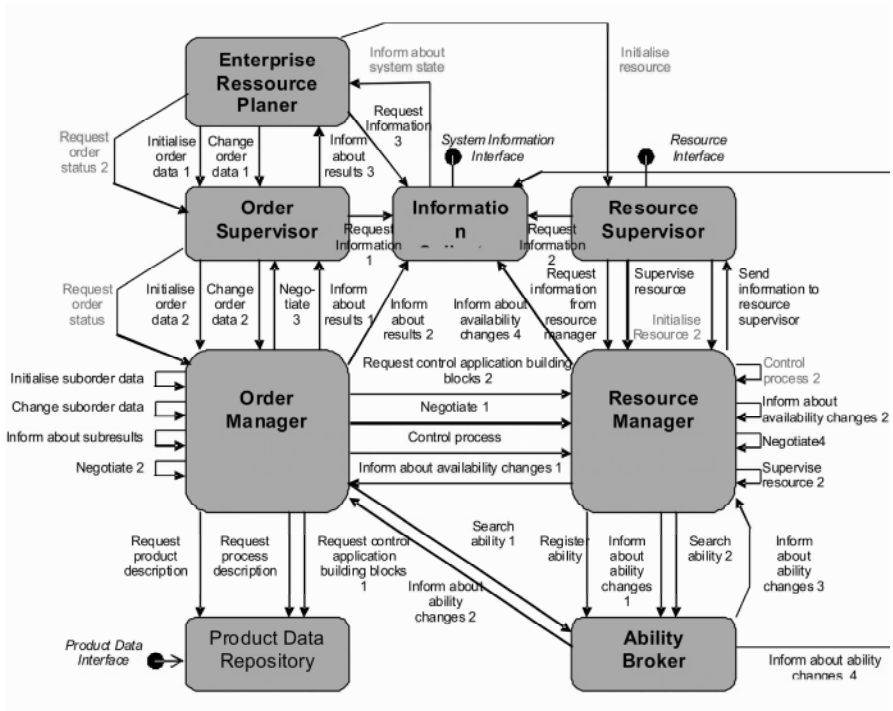 Enterprise
Ressource
Planer
Inform about
system state
Initialise
resource
Request
Information
3
System Information
Interface
Resource
Interface
Request
order
status 2
Initialise
order
data 1
Change
order
data 1
Inform
about
results 3
Order
Supervisor
Informatio
n
Resource
Supervisor
Request
Information
1
Request
Information
2
Request
order
status
Initialise
order
data 2
Change
order
data 2
Nego-
tiate
3
Inform
about
results 1
Inform
about
results 2
Inform about
availability
changes 4
Request
information
from
resource
manager
Supervise
resource
Initialise
Resource 2
Send
information to
resource
supervisor
Order
Manager
Resource
Manager
Initialise suborder data
Change suborder data
Inform about subresults
Negotiate 2
Request control application building
blocks 2
Negotiate 1
Control process
Inform about availability changes 1
Control
process 2
Inform about
availability changes 2
Negotiate4
Supervise
resource 2
Request
product
description
Request
process
description
Request control
application
building blocks
1
Search
ability 1
Inform about
ability
changes 2
Register
ability
Inform
about
ability
changes
1
Search
ability 2
Inform
about
ability
changes 3
Product Data
Interface
Product Data
Repository
Ability
Broker
Inform about ability
changes 4